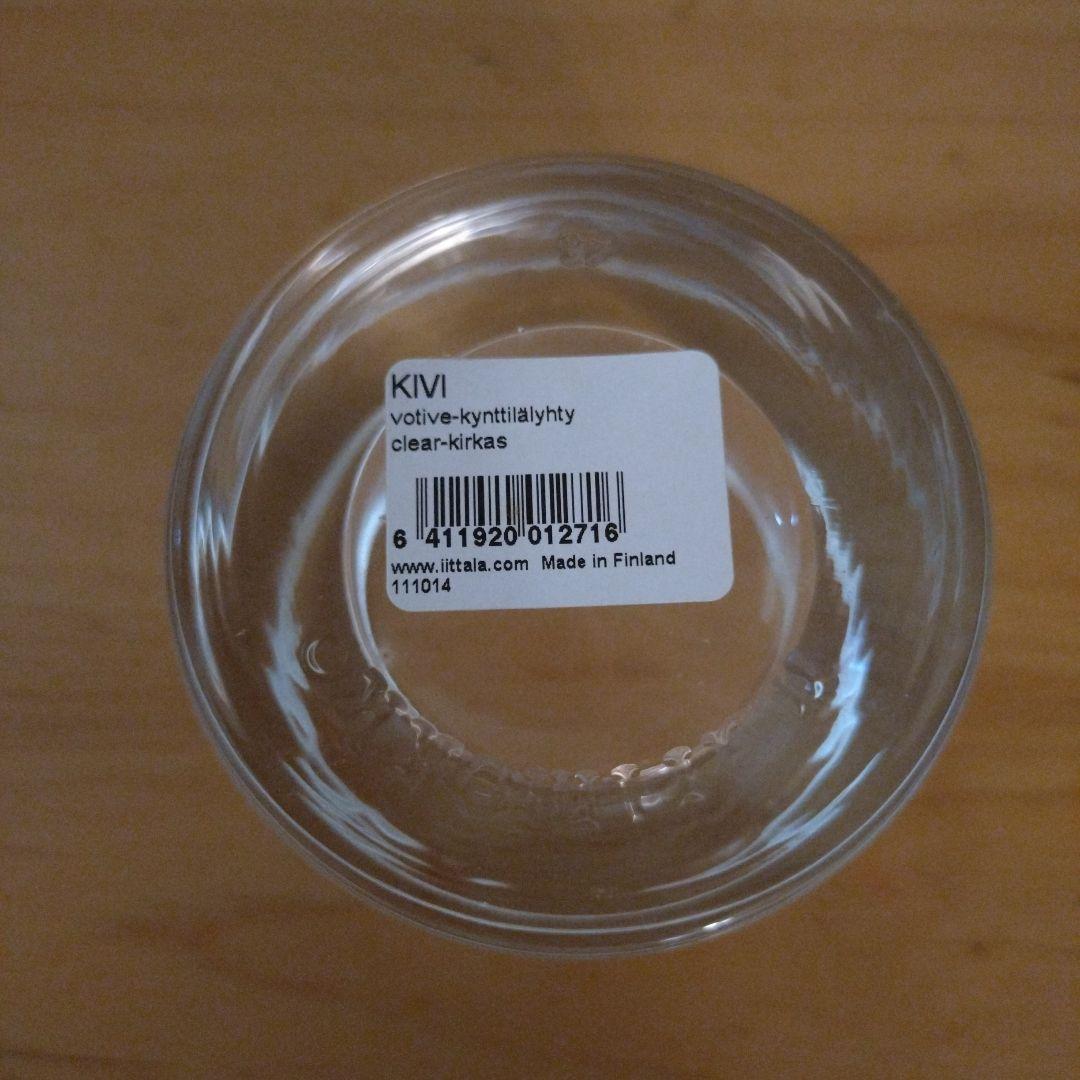 KIVI
votive-kynttilälyhty
clear-kirkas
6 411920 012716
www.iittala.com Made in Finland
111014